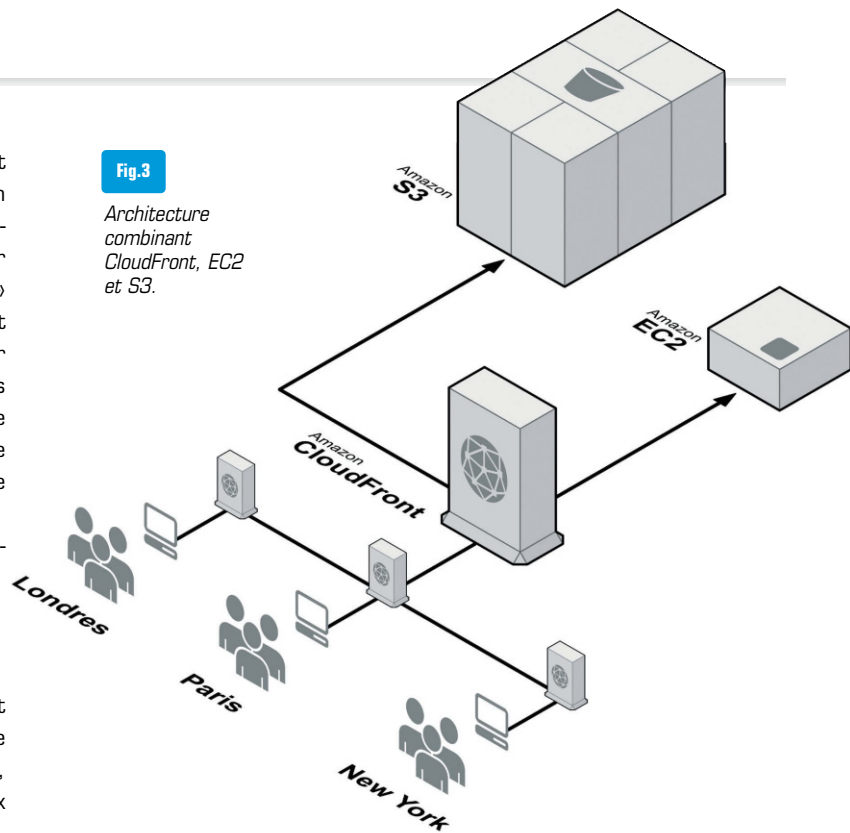 t
n
-
r
»
t
r
s
e
e
e
-
t
e
,
x
Fig.3
Architecture
combinant
CloudFront, EC2
et S3.
Amazon
S3
Amazon
EC2
Amazon
CloudFront
Londres
Paris
New York